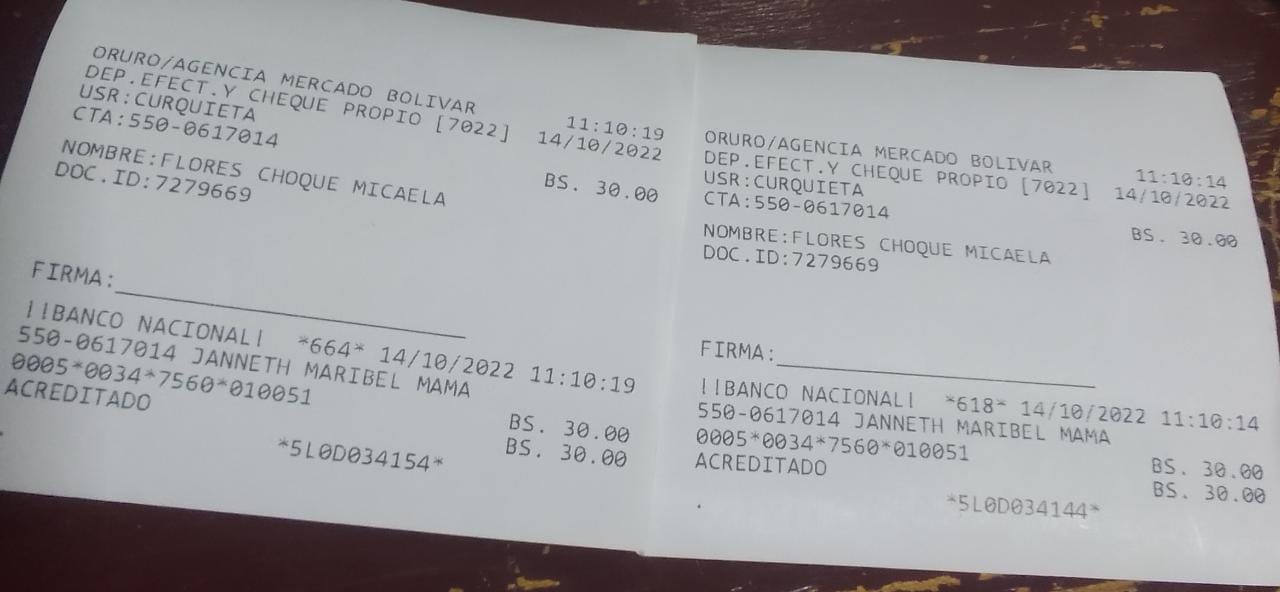 ORURO/AGENCIA MERCADO BOLIVAR 11:10:19
DEP.EFECT.Y CHEQUE PROPIO [7022] 14/10/2022
USR:CURQUIETA
CTA:550-0617014 BS. 30.00
NOMBRE:FLORES CHOQUE MICAELA
DOC.ID:7279669
FIRMA:
!!BANCO NACIONAL! *664* 14/10/2022 11:10:19
550-0617014 JANNETH MARIBEL MAMA
0005*0034*7560*010051 BS. 30.00
ACREDITADO BS. 30.00
*5L0D034154*
ORURO/AGENCIA MERCADO BOLIVAR 11:10:14
DEP.EFECT.Y CHEQUE PROPIO [7022] 14/10/2022
USR:CURQUIETA
CTA:550-0617014 BS. 30.00
NOMBRE:FLORES CHOQUE MICAELA
DOC.ID:7279669
FIRMA:
!!BANCO NACIONAL! *618* 14/10/2022 11:10:14
550-0617014 JANNETH MARIBEL MAMA
0005*0034*7560*010051 BS. 30.00
ACREDITADO BS. 30.00
*5L0D034144*